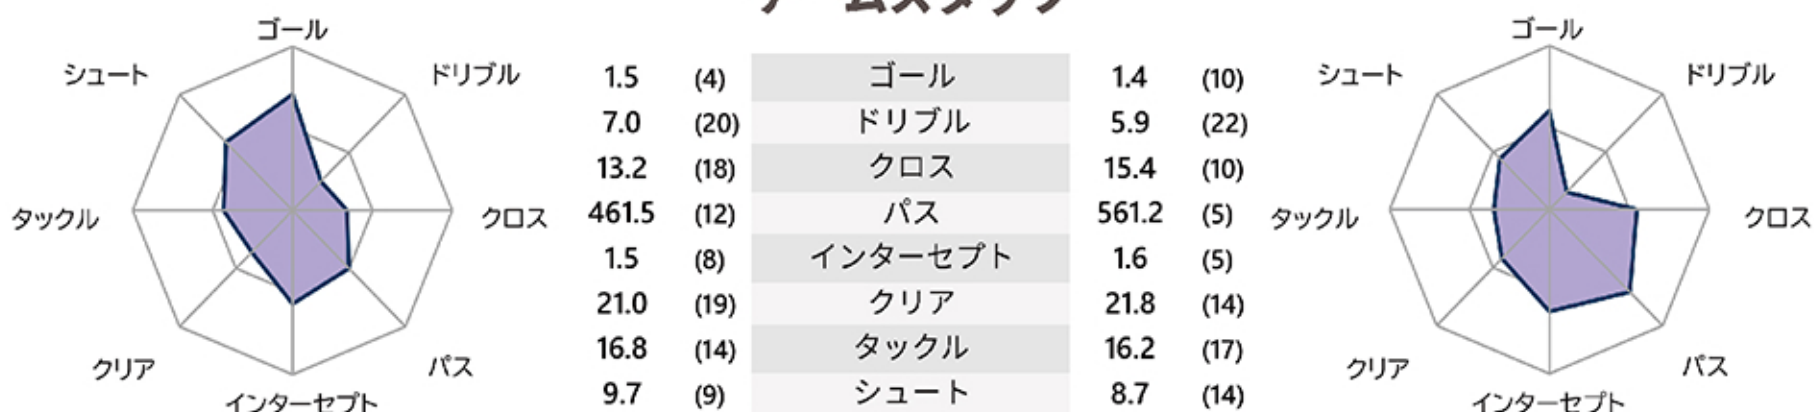 ゴール
シュート
ドリブル
タックル
クロス
クリア
パス
インターセプト
1.5 (4) ゴール 1.4 (10)
7.0 (20) ドリブル 5.9 (22)
13.2 (18) クロス 15.4 (10)
461.5 (12) パス 561.2 (5)
1.5 (8) インターセプト 1.6 (5)
21.0 (19) クリア 21.8 (14)
16.8 (14) タックル 16.2 (17)
9.7 (9) シュート 8.7 (14)
ゴール
シュート
ドリブル
タックル
クロス
クリア
パス
インターセプト